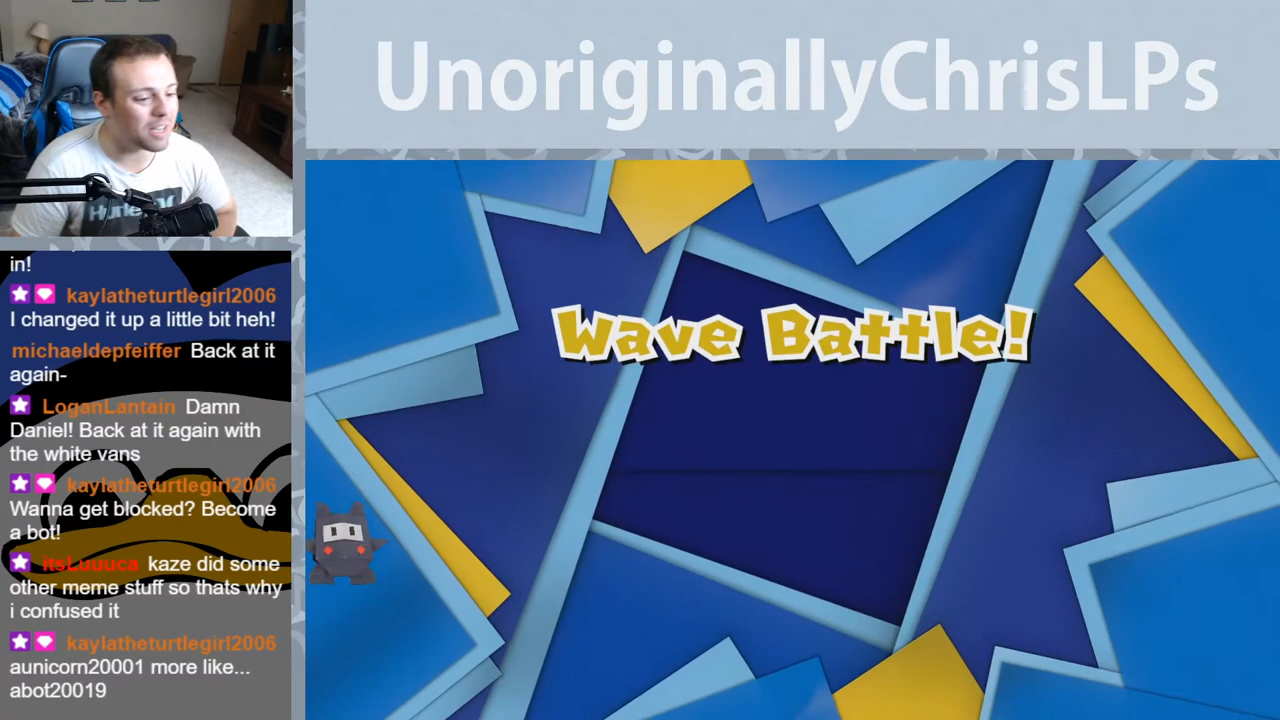 UnoriginallyChrisLPs
Wave Battle!
in!
kaylatheturtlegirl2006
I changed it up a little bit heh!
michaeldepfeiffer Back at it
again-
LoganLantain Damn
Daniel! Back at it again with
the white vans
kaylatheturtlegirl2006
Wanna get blocked? Become
a bot!
itsLuuuca kaze did some
other meme stuff so thats why
i confused it
kaylatheturtlegirl2006
aunicorn20001 more like...
abot20019